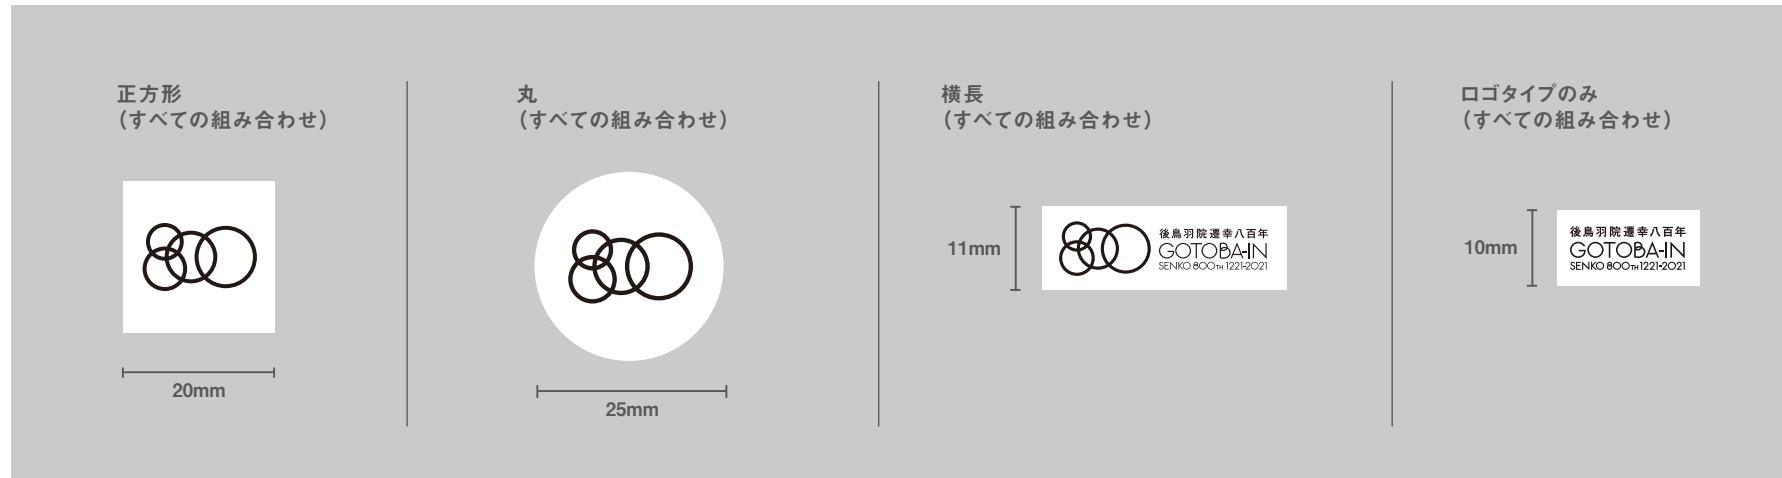 正方形
（すべての組み合わせ）
20mm
丸
（すべての組み合わせ）
25mm
横長
（すべての組み合わせ）
11mm
後鳥羽院遷幸八百年
GOTOBA-IN
SENKO 800TH 1221-2021
ロゴタイプのみ
（すべての組み合わせ）
10mm
後鳥羽院遷幸八百年
GOTOBA-IN
SENKO 800TH 1221-2021